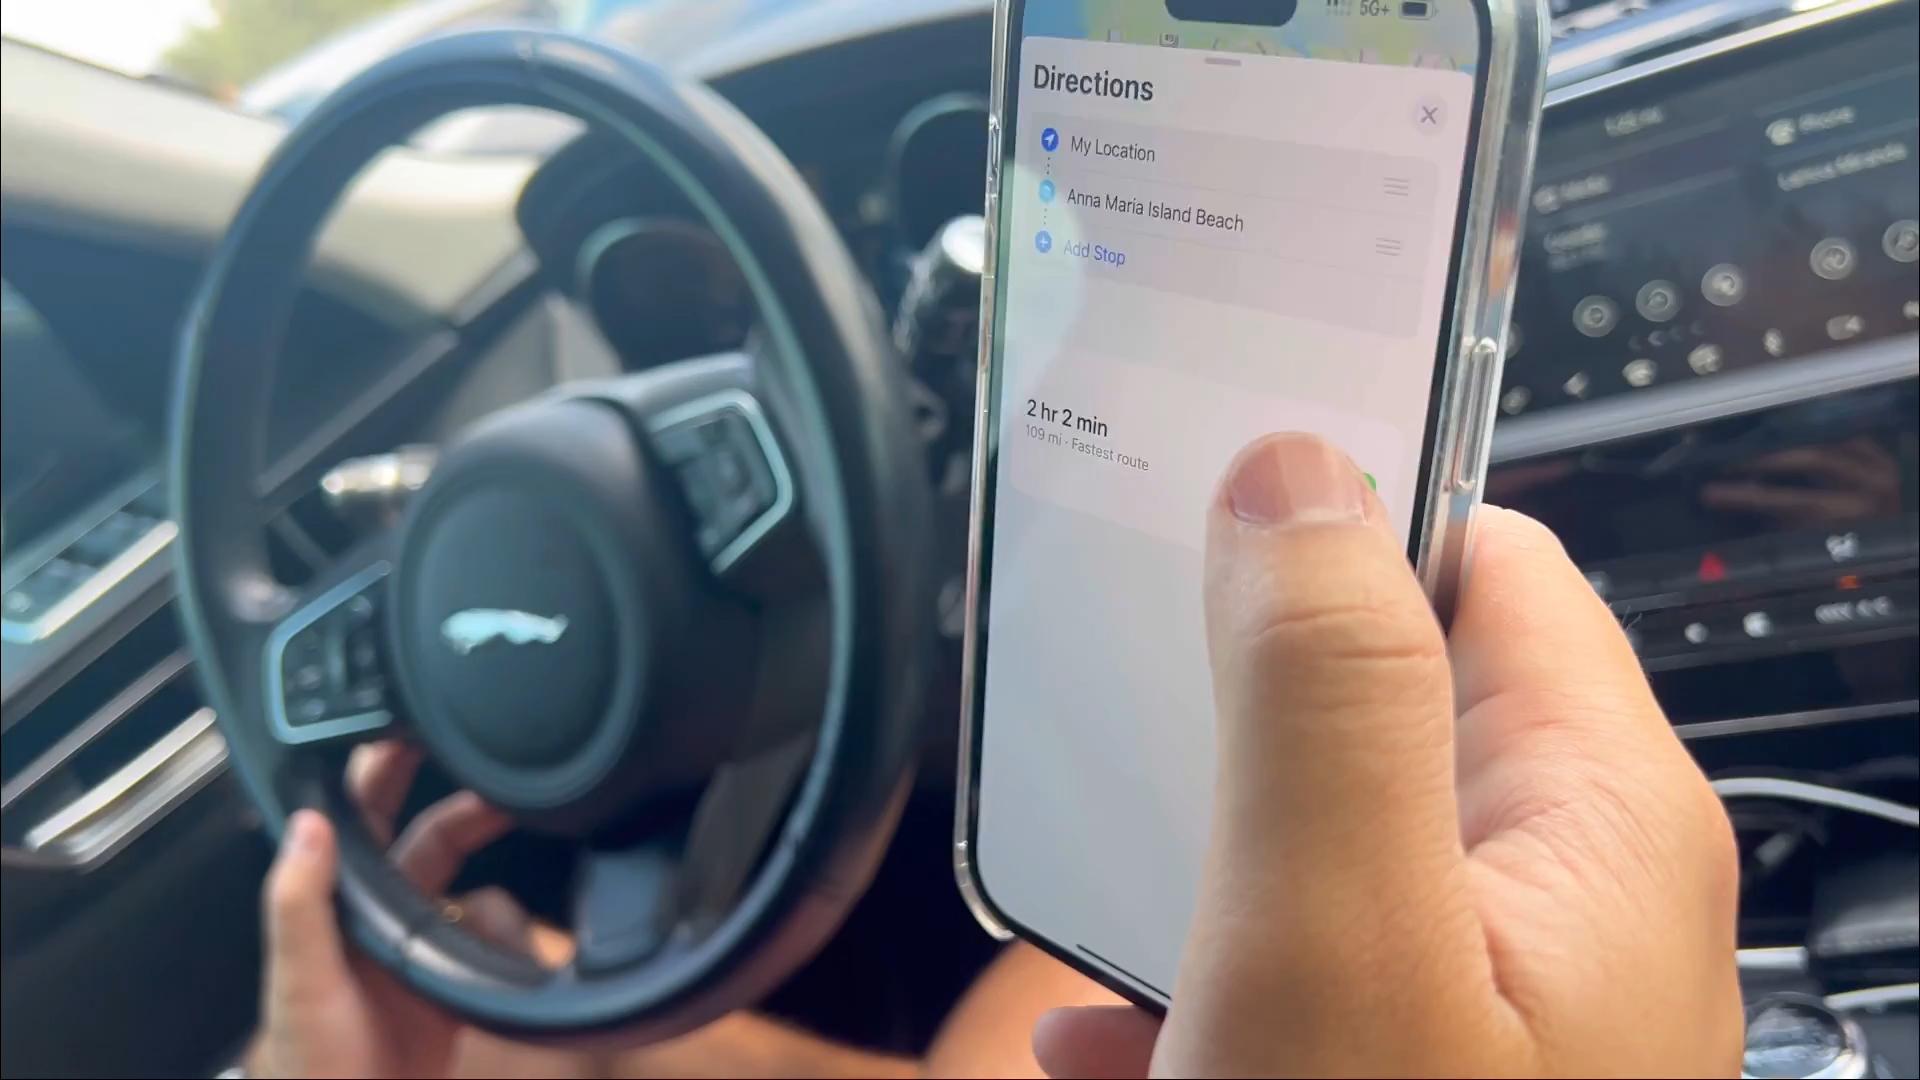 5G+
Directions
My Location
Anna Maria Island Beach
Add Stop
2 hr 2 min
109 mi · Fastest route